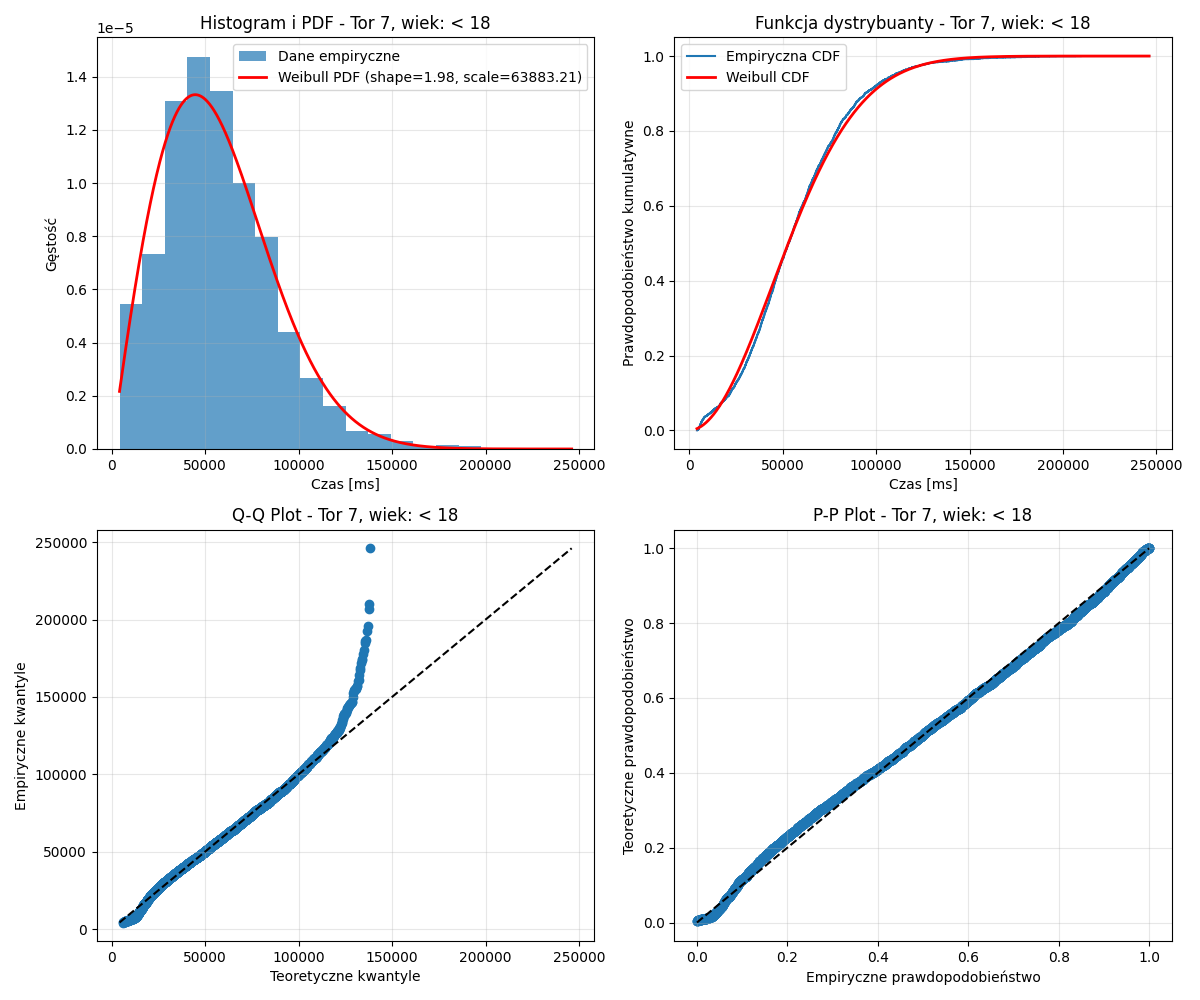 Histogram i PDF - Tor 7, wiek: < 18
1e−5
Dane empiryczne
Weibull PDF (shape=1.98, scale=63883.21)
1.4
1.2
1.0
0.8
0.6
0.4
0.2
0.0
Gęstość
0
50000
100000
150000
200000
250000
Czas [ms]
Funkcja dystrybuanty - Tor 7, wiek: < 18
Empiryczna CDF
Weibull CDF
1.0
0.8
0.6
0.4
0.2
0.0
Prawdopodobieństwo kumulatywne
0
50000
100000
150000
200000
250000
Czas [ms]
Q-Q Plot - Tor 7, wiek: < 18
250000
200000
150000
100000
50000
0
Empiryczne kwantyle
0
50000
100000
150000
200000
250000
Teoretyczne kwantyle
P-P Plot - Tor 7, wiek: < 18
1.0
0.8
0.6
0.4
0.2
0.0
Teoretyczne prawdopodobieństwo
0.0
0.2
0.4
0.6
0.8
1.0
Empiryczne prawdopodobieństwo